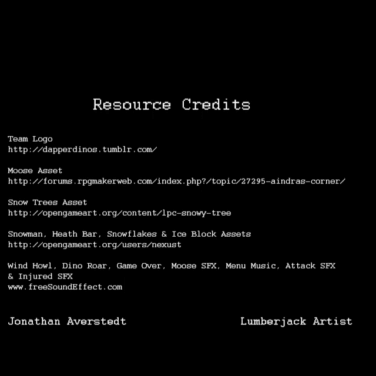 Resource Credits
Team Logo
http://dapperdinos.tumblr.com/
Moose Asset
http://forums.rpgmakerweb.com/index.php?/topic/27295-aindras-corner/
Snow Trees Asset
http://opengameart.org/content/lpc-snowy-tree
Snowman, Heath Bar, Snowflakes & Ice Block Assets
http://opengameart.org/users/nexust
Wind Howl, Dino Roar, Game Over, Moose SFX, Menu Music, Attack SFX
& Injured SFX
www.freeSoundEffect.com
Jonathan Averstedt Lumberjack Artist